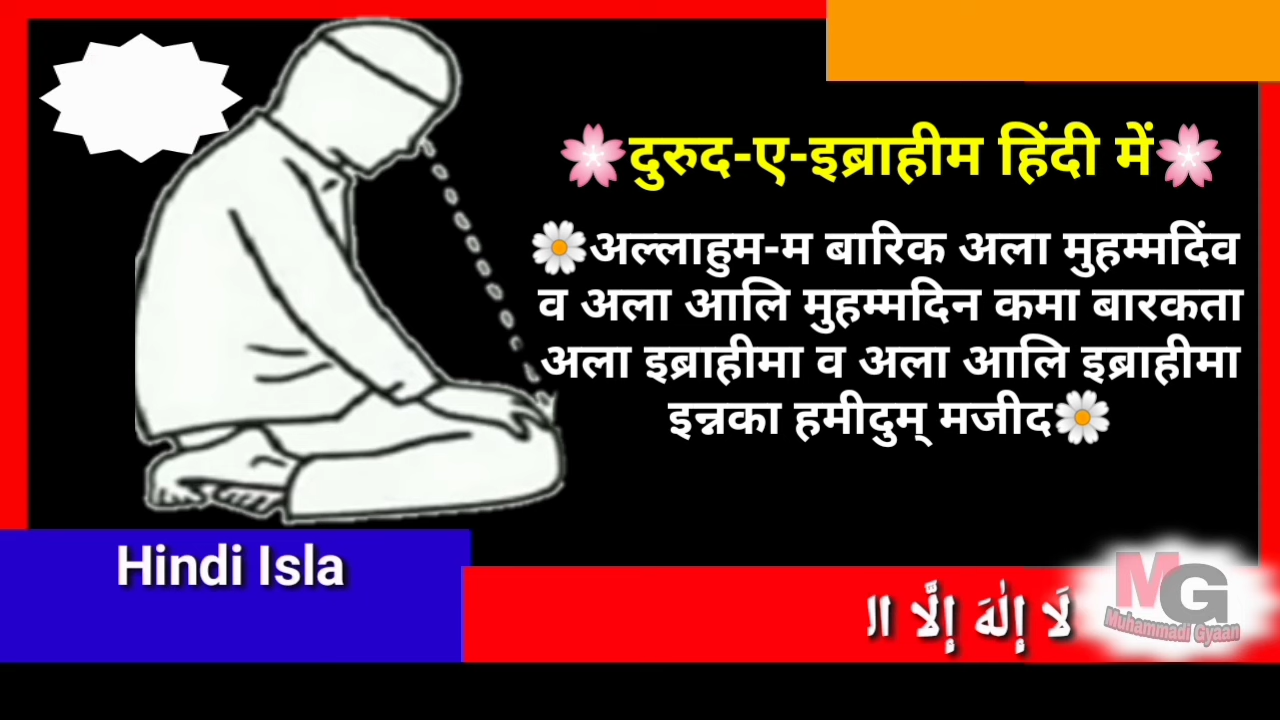 🌸दुरुद-ए-इब्राहीम हिंदी में🌸
🌼अल्लाहुम-म बारिक अला मुहम्मदिंव
व अला आलि मुहम्मदिन कमा बारकता
अला इब्राहीमा व अला आलि इब्राहीमा
इन्नका हमीदुम् मजीद🌼
Hindi Isla
لَا إِلٰهَ إِلَّا ال
MG
Muhammadi Gyaan